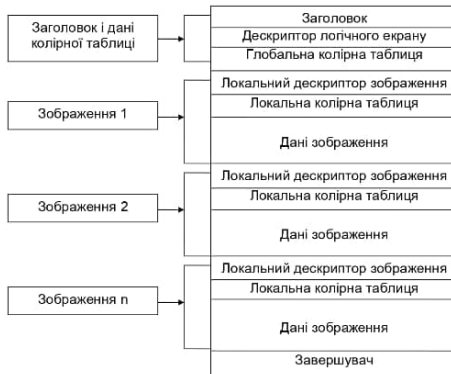 Заголовок і дані
колірної таблиці
Заголовок
Дескриптор логічного екрану
Глобальна колірна таблиця
Зображення 1
Локальний дескриптор зображення
Локальна колірна таблиця
Дані зображення
Зображення 2
Локальний дескриптор зображення
Локальна колірна таблиця
Дані зображення
Зображення n
Локальний дескриптор зображення
Локальна колірна таблиця
Дані зображення
Завершувач